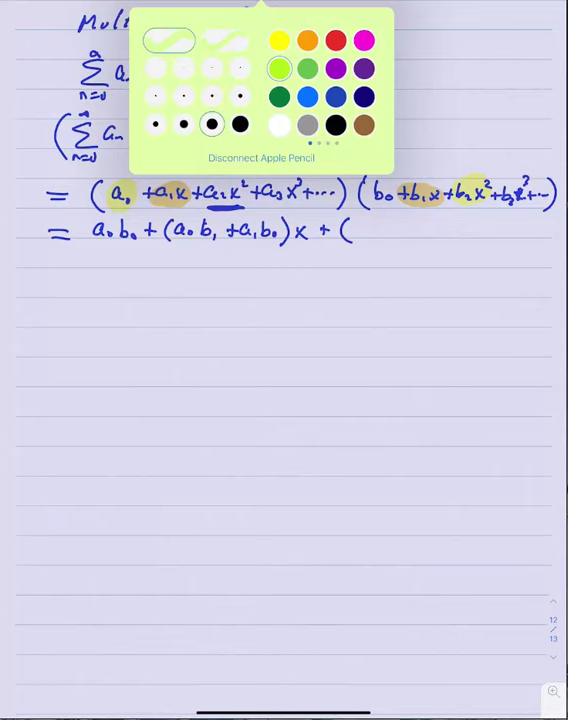 Mult
∞ Σ n=0 a
( ∞ Σ n=0 an
Disconnect Apple Pencil
= (a₀ + a₁x + a₂x² + a₃x³ + ...) (b₀ + b₁x + b₂x² + b₃x³ + ...)
= a₀b₀ + (a₀b₁ + a₁b₀)x + (
12
/
13